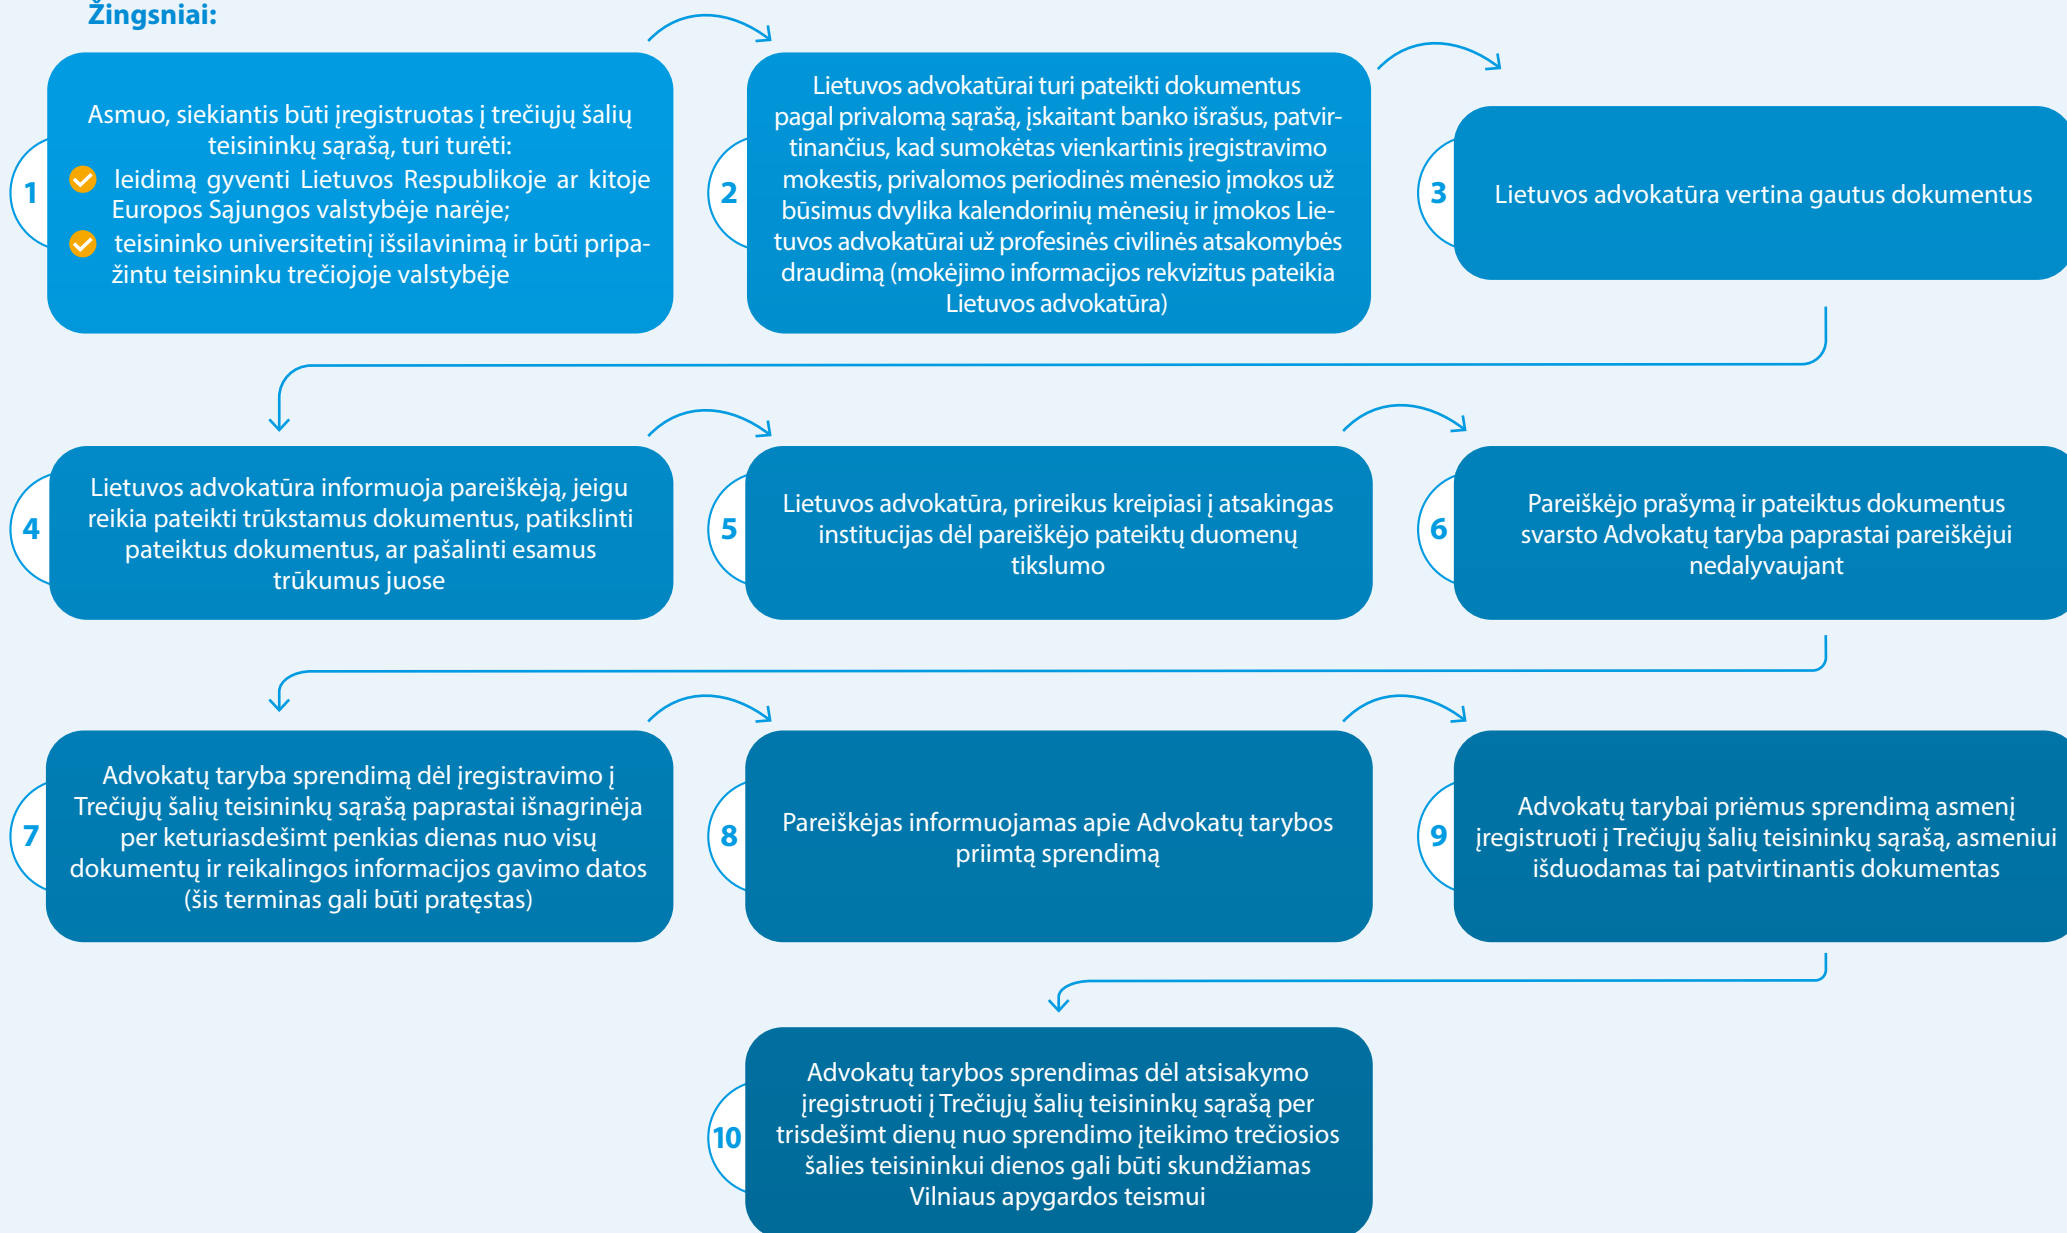 Žingsniai:
1
Asmuo, siekiantis būti įregistruotas į trečiųjų šalių
teisininkų sąrašą, turi turėti:
leidimą gyventi Lietuvos Respublikoje ar kitoje
Europos Sąjungos valstybėje narėje;
teisininko universitetinį išsilavinimą ir būti pripa-
žintu teisininku trečiojoje valstybėje
2
Lietuvos advokatūrai turi pateikti dokumentus
pagal privalomą sąrašą, įskaitant banko išrašus, patvir-
tinančius, kad sumokėtas vienkartinis įregistravimo
mokestis, privalomos periodinės mėnesio įmokos už
būsimus dvylika kalendorinių mėnesių ir įmokos Lie-
tuvos advokatūrai už profesinės civilinės atsakomybės
draudimą (mokėjimo informacijos rekvizitus pateikia
Lietuvos advokatūra)
3
Lietuvos advokatūra vertina gautus dokumentus
4
Lietuvos advokatūra informuoja pareiškėją, jeigu
reikia pateikti trūkstamus dokumentus, patikslinti
pateiktus dokumentus, ar pašalinti esamus
trūkumus juose
5
Lietuvos advokatūra, prireikus kreipiasi į atsakingas
institucijas dėl pareiškėjo pateiktų duomenų
tikslumo
6
Pareiškėjo prašymą ir pateiktus dokumentus
svarsto Advokatų taryba paprastai pareiškėjui
nedalyvaujant
7
Advokatų taryba sprendimą dėl įregistravimo į
Trečiųjų šalių teisininkų sąrašą paprastai išnagrinėja
per keturiasdešimt penkias dienas nuo visų
dokumentų ir reikalingos informacijos gavimo datos
(šis terminas gali būti pratęstas)
8
Pareiškėjas informuojamas apie Advokatų tarybos
priimtą sprendimą
9
Advokatų tarybai priėmus sprendimą asmenį
įregistruoti į Trečiųjų šalių teisininkų sąrašą, asmeniui
išduodamas tai patvirtinantis dokumentas
10
Advokatų tarybos sprendimas dėl atsisakymo
įregistruoti į Trečiųjų šalių teisininkų sąrašą per
trisdešimt dienų nuo sprendimo įteikimo trečiosios
šalies teisininkui dienos gali būti skundžiamas
Vilniaus apygardos teismui